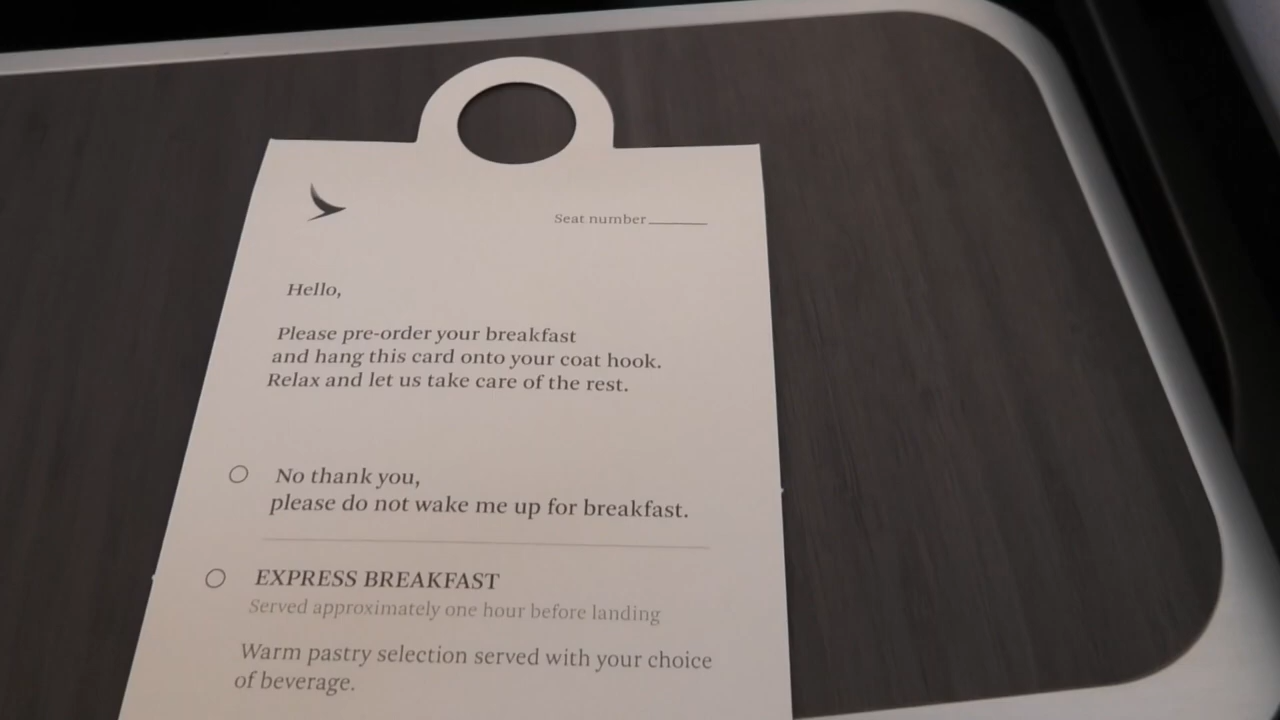 Seat number
Hello,
Please pre-order your breakfast
and hang this card onto your coat hook.
Relax and let us take care of the rest.
No thank you,
please do not wake me up for breakfast.
EXPRESS BREAKFAST
Served approximately one hour before landing
Warm pastry selection served with your choice
of beverage.